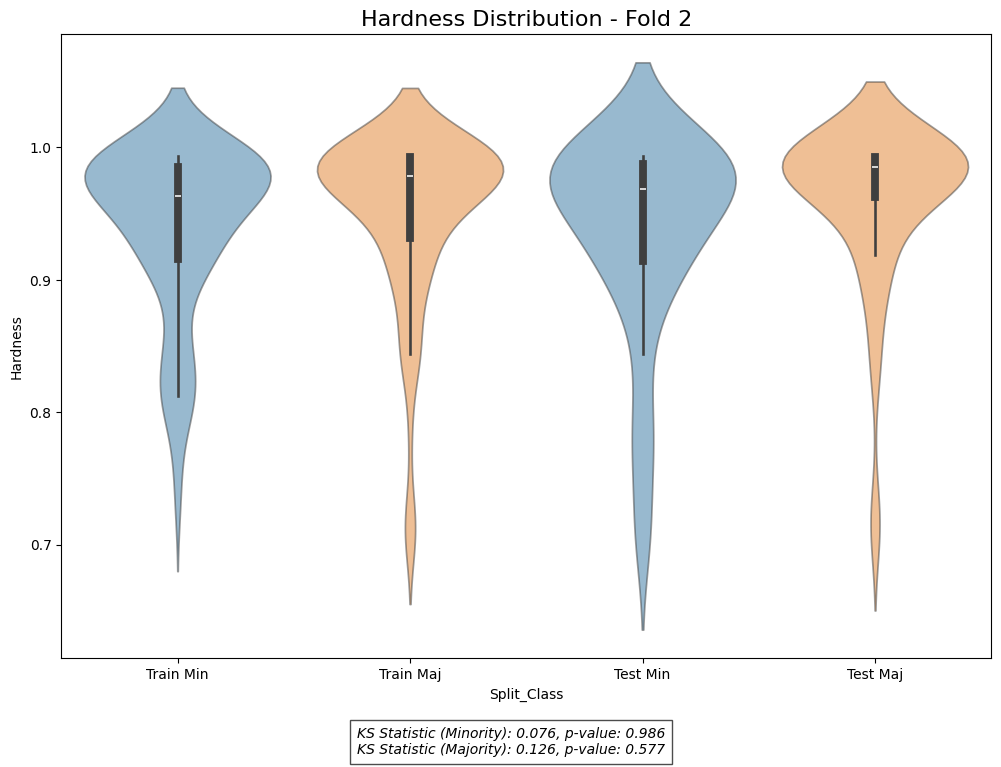 Hardness Distribution - Fold 2
Hardness
1.0
0.9
0.8
0.7
Train Min
Train Maj
Test Min
Test Maj
Split_Class
KS Statistic (Minority): 0.076, p-value: 0.986
KS Statistic (Majority): 0.126, p-value: 0.577